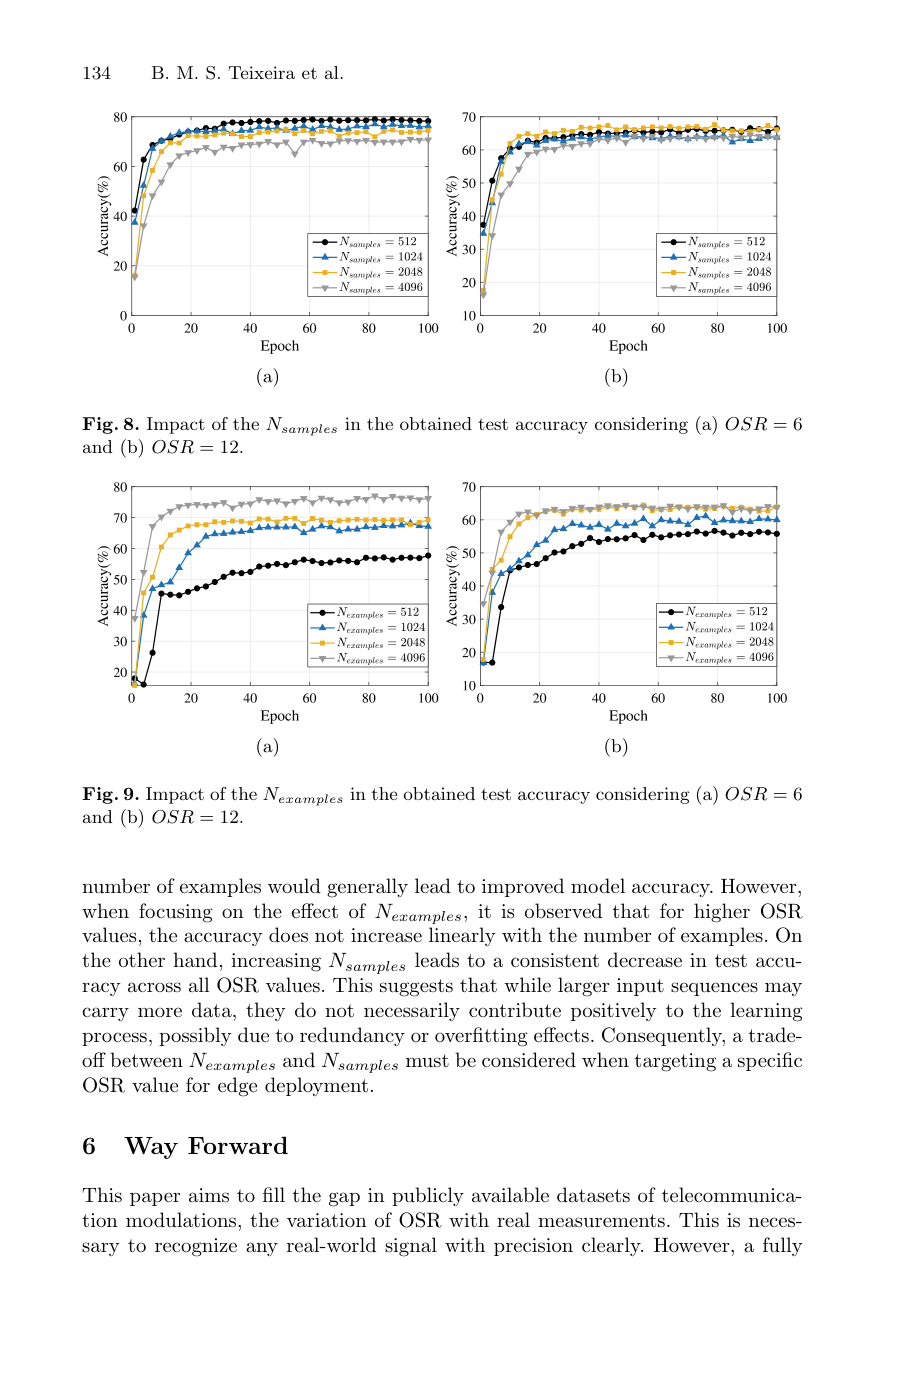 134 B. M. S. Teixeira et al.
80
60
40
20
0
Accuracy(%)
N_samples = 512
N_samples = 1024
N_samples = 2048
N_samples = 4096
0 20 40 60 80 100
Epoch
(a)
70
60
50
40
30
20
10
Accuracy(%)
N_samples = 512
N_samples = 1024
N_samples = 2048
N_samples = 4096
0 20 40 60 80 100
Epoch
(b)
Fig. 8. Impact of the N_samples in the obtained test accuracy considering (a) OSR = 6
and (b) OSR = 12.
80
70
60
50
40
30
20
Accuracy(%)
N_examples = 512
N_examples = 1024
N_examples = 2048
N_examples = 4096
0 20 40 60 80 100
Epoch
(a)
70
60
50
40
30
20
10
Accuracy(%)
N_examples = 512
N_examples = 1024
N_examples = 2048
N_examples = 4096
0 20 40 60 80 100
Epoch
(b)
Fig. 9. Impact of the N_examples in the obtained test accuracy considering (a) OSR = 6
and (b) OSR = 12.
number of examples would generally lead to improved model accuracy. However,
when focusing on the effect of N_examples, it is observed that for higher OSR
values, the accuracy does not increase linearly with the number of examples. On
the other hand, increasing N_samples leads to a consistent decrease in test accu-
racy across all OSR values. This suggests that while larger input sequences may
carry more data, they do not necessarily contribute positively to the learning
process, possibly due to redundancy or overfitting effects. Consequently, a trade-
off between N_examples and N_samples must be considered when targeting a specific
OSR value for edge deployment.
6 Way Forward
This paper aims to fill the gap in publicly available datasets of telecommunica-
tion modulations, the variation of OSR with real measurements. This is neces-
sary to recognize any real-world signal with precision clearly. However, a fully